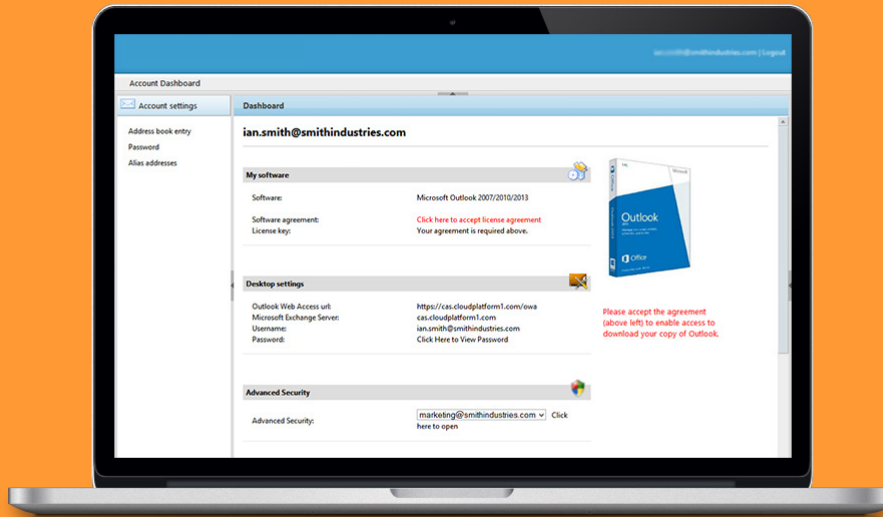 ian.smith@smithindustries.com | Logout
Account Dashboard
Account settings
Address book entry
Password
Alias addresses
Dashboard
ian.smith@smithindustries.com
My software
Software:
Microsoft Outlook 2007/2010/2013
Software agreement:
Click here to accept license agreement
License key:
Your agreement is required above.
Desktop settings
Outlook Web Access url:
https://cas.cloudplatform1.com/owa
Microsoft Exchange Server:
cas.cloudplatform1.com
Username:
ian.smith@smithindustries.com
Password:
Click Here to View Password
Advanced Security
Advanced Security:
marketing@smithindustries.com Click
here to open
Microsoft
Outlook
Office
Please accept the agreement
(above left) to enable access to
download your copy of Outlook.